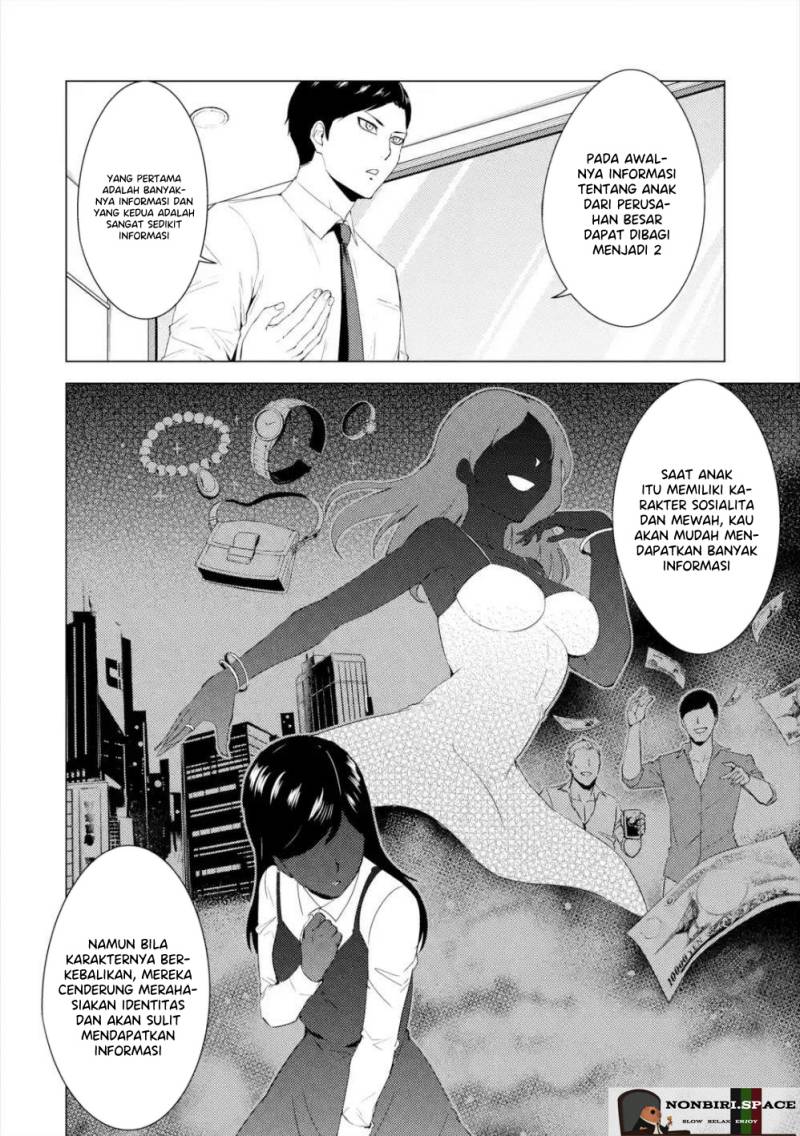 PADA AWAL-
NYA INFORMASI
TENTANG ANAK
DARI PERUSA-
HAN BESAR
DAPAT DIBAGI
MENJADI 2
YANG PERTAMA
ADALAH BANYAK-
NYA INFORMASI DAN
YANG KEDUA ADALAH
SANGAT SEDIKIT
INFORMASI
SAAT ANAK
ITU MEMILIKI KA-
RAKTER SOSIALITA
DAN MEWAH, KAU
AKAN MUDAH MEN-
DAPATKAN BANYAK
INFORMASI
NAMUN BILA
KARAKTERNYA BER-
KEBALIKAN, MEREKA
CENDERUNG MERAHA-
SIAKAN IDENTITAS
DAN AKAN SULIT
MENDAPATKAN
INFORMASI
NONBIRI.SPACE
SLOW RELAX ENJOY